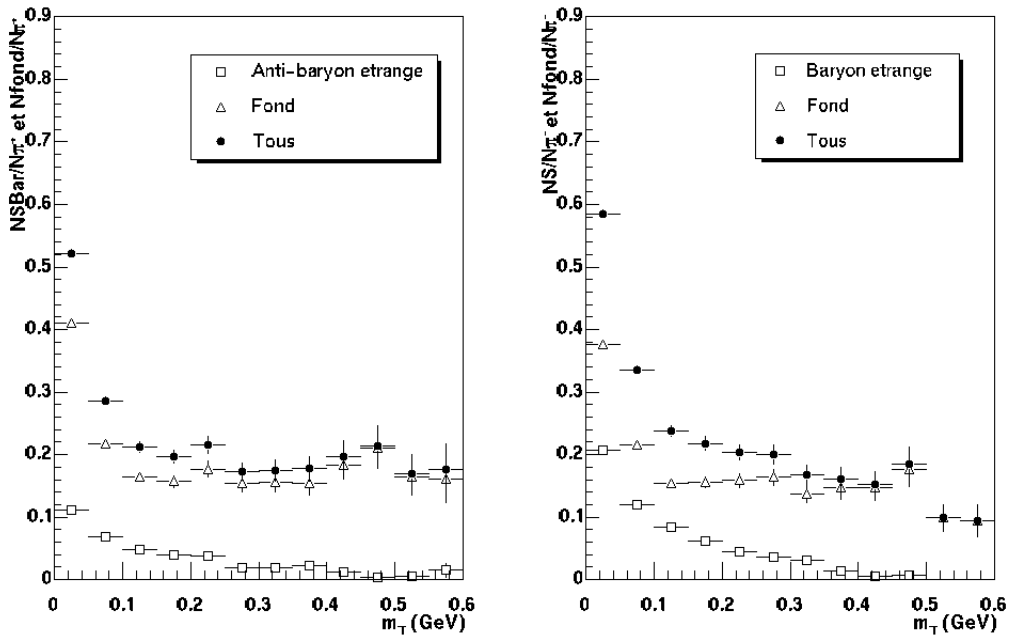 NSBar/Nπ⁺ et Nfond/Nπ⁺
0.9
0.8
0.7
0.6
0.5
0.4
0.3
0.2
0.1
0
□ Anti-baryon etrange
△ Fond
● Tous
0 0.1 0.2 0.3 0.4 0.5 0.6
m_T (GeV)
NS/Nπ⁻ et Nfond/Nπ⁻
0.9
0.8
0.7
0.6
0.5
0.4
0.3
0.2
0.1
0
□ Baryon etrange
△ Fond
● Tous
0 0.1 0.2 0.3 0.4 0.5 0.6
m_T (GeV)